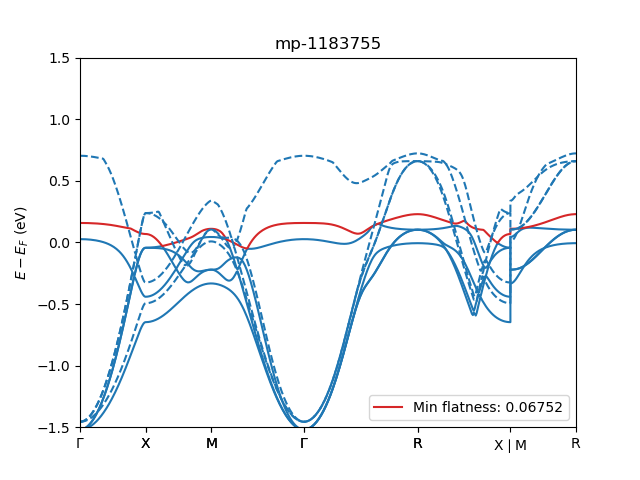 mp-1183755
1.5
1.0
0.5
0.0
−0.5
−1.0
−1.5
E − E_F (eV)
Min flatness: 0.06752
Γ X M Γ R X | M R